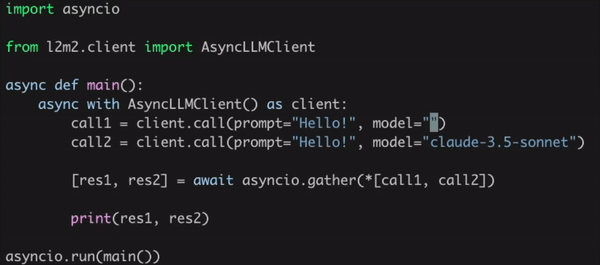 import asyncio
from l2m2.client import AsyncLLMClient
async def main():
    async with AsyncLLMClient() as client:
        call1 = client.call(prompt="Hello!", model="")
        call2 = client.call(prompt="Hello!", model="claude-3.5-sonnet")
        [res1, res2] = await asyncio.gather(*[call1, call2])
        print(res1, res2)
asyncio.run(main())